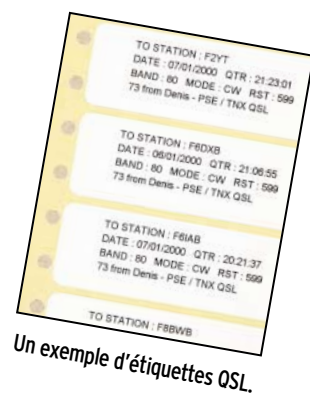 TO STATION : F2YT
DATE : 07/01/2000 QTR : 21:23:01
BAND : 80 MODE : CW RST : 599
73 from Denis - PSE / TNX QSL
TO STATION : F6DXB
DATE : 06/01/2000 QTR : 21:06:55
BAND : 80 MODE : CW RST : 599
73 from Denis - PSE / TNX QSL
TO STATION : F6IAB
DATE : 07/01/2000 QTR : 20:21:37
BAND : 80 MODE : CW RST : 599
73 from Denis - PSE / TNX QSL
TO STATION : F8BWB
Un exemple d'étiquettes QSL.